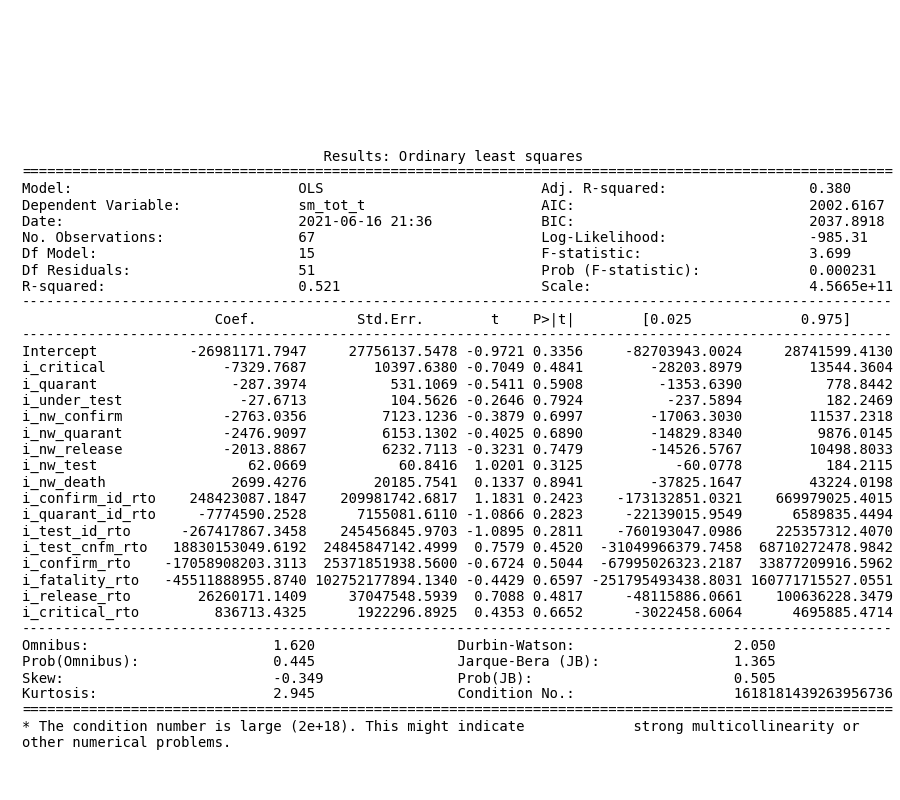 Results: Ordinary least squares
==========================================================================================================
Model: OLS Adj. R-squared: 0.380
Dependent Variable: sm_tot_t AIC: 2002.6167
Date: 2021-06-16 21:36 BIC: 2037.8918
No. Observations: 67 Log-Likelihood: -985.31
Df Model: 15 F-statistic: 3.699
Df Residuals: 51 Prob (F-statistic): 0.000231
R-squared: 0.521 Scale: 4.5665e+11
----------------------------------------------------------------------------------------------------------
Coef. Std.Err. t P>|t| [0.025 0.975]
----------------------------------------------------------------------------------------------------------
Intercept -26981171.7947 27756137.5478 -0.9721 0.3356 -82703943.0024 28741599.4130
i_critical -7329.7687 10397.6380 -0.7049 0.4841 -28203.8979 13544.3604
i_quarant -287.3974 531.1069 -0.5411 0.5908 -1353.6390 778.8442
i_under_test -27.6713 104.5626 -0.2646 0.7924 -237.5894 182.2469
i_nw_confirm -2763.0356 7123.1236 -0.3879 0.6997 -17063.3030 11537.2318
i_nw_quarant -2476.9097 6153.1302 -0.4025 0.6890 -14829.8340 9876.0145
i_nw_release -2013.8867 6232.7113 -0.3231 0.7479 -14526.5767 10498.8033
i_nw_test 62.0669 60.8416 1.0201 0.3125 -60.0778 184.2115
i_nw_death 2699.4276 20185.7541 0.1337 0.8941 -37825.1647 43224.0198
i_confirm_id_rto 248423087.1847 209981742.6817 1.1831 0.2423 -173132851.0321 669979025.4015
i_quarant_id_rto -7774590.2528 7155081.6110 -1.0866 0.2823 -22139015.9549 6589835.4494
i_test_id_rto -267417867.3458 245456845.9703 -1.0895 0.2811 -760193047.0986 225357312.4070
i_test_cnfm_rto 18830153049.6192 24845847142.4999 0.7579 0.4520 -31049966379.7458 68710272478.9842
i_confirm_rto -17058908203.3113 25371851938.5600 -0.6724 0.5044 -67995026323.2187 33877209916.5962
i_fatality_rto -45511888955.8740 102752177894.1340 -0.4429 0.6597 -251795493438.8031 160771715527.0551
i_release_rto 26260171.1409 37047548.5939 0.7088 0.4817 -48115886.0661 100636228.3479
i_critical_rto 836713.4325 1922296.8925 0.4353 0.6652 -3022458.6064 4695885.4714
----------------------------------------------------------------------------------------------------------
Omnibus: 1.620 Durbin-Watson: 2.050
Prob(Omnibus): 0.445 Jarque-Bera (JB): 1.365
Skew: -0.349 Prob(JB): 0.505
Kurtosis: 2.945 Condition No.: 1618181439263956736
==========================================================================================================
* The condition number is large (2e+18). This might indicate strong multicollinearity or
other numerical problems.